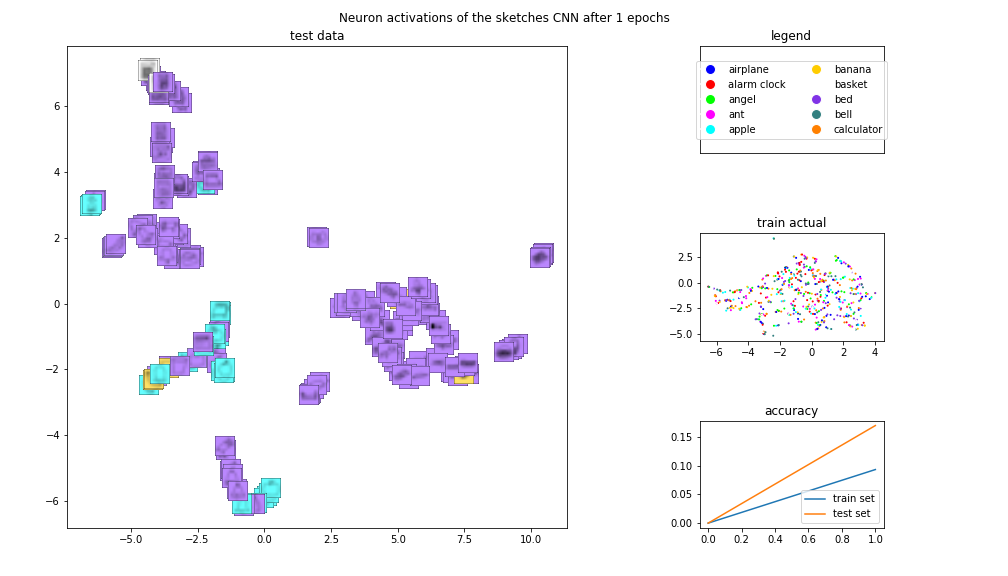 Neuron activations of the sketches CNN after 1 epochs
test data
6
4
2
0
−2
−4
−6
−5.0 −2.5 0.0 2.5 5.0 7.5 10.0
legend
airplane banana
alarm clock basket
angel bed
ant bell
apple calculator
train actual
2.5
0.0
−2.5
−5.0
−6 −4 −2 0 2 4
accuracy
0.15
0.10
0.05
0.00
train set
test set
0.0 0.2 0.4 0.6 0.8 1.0